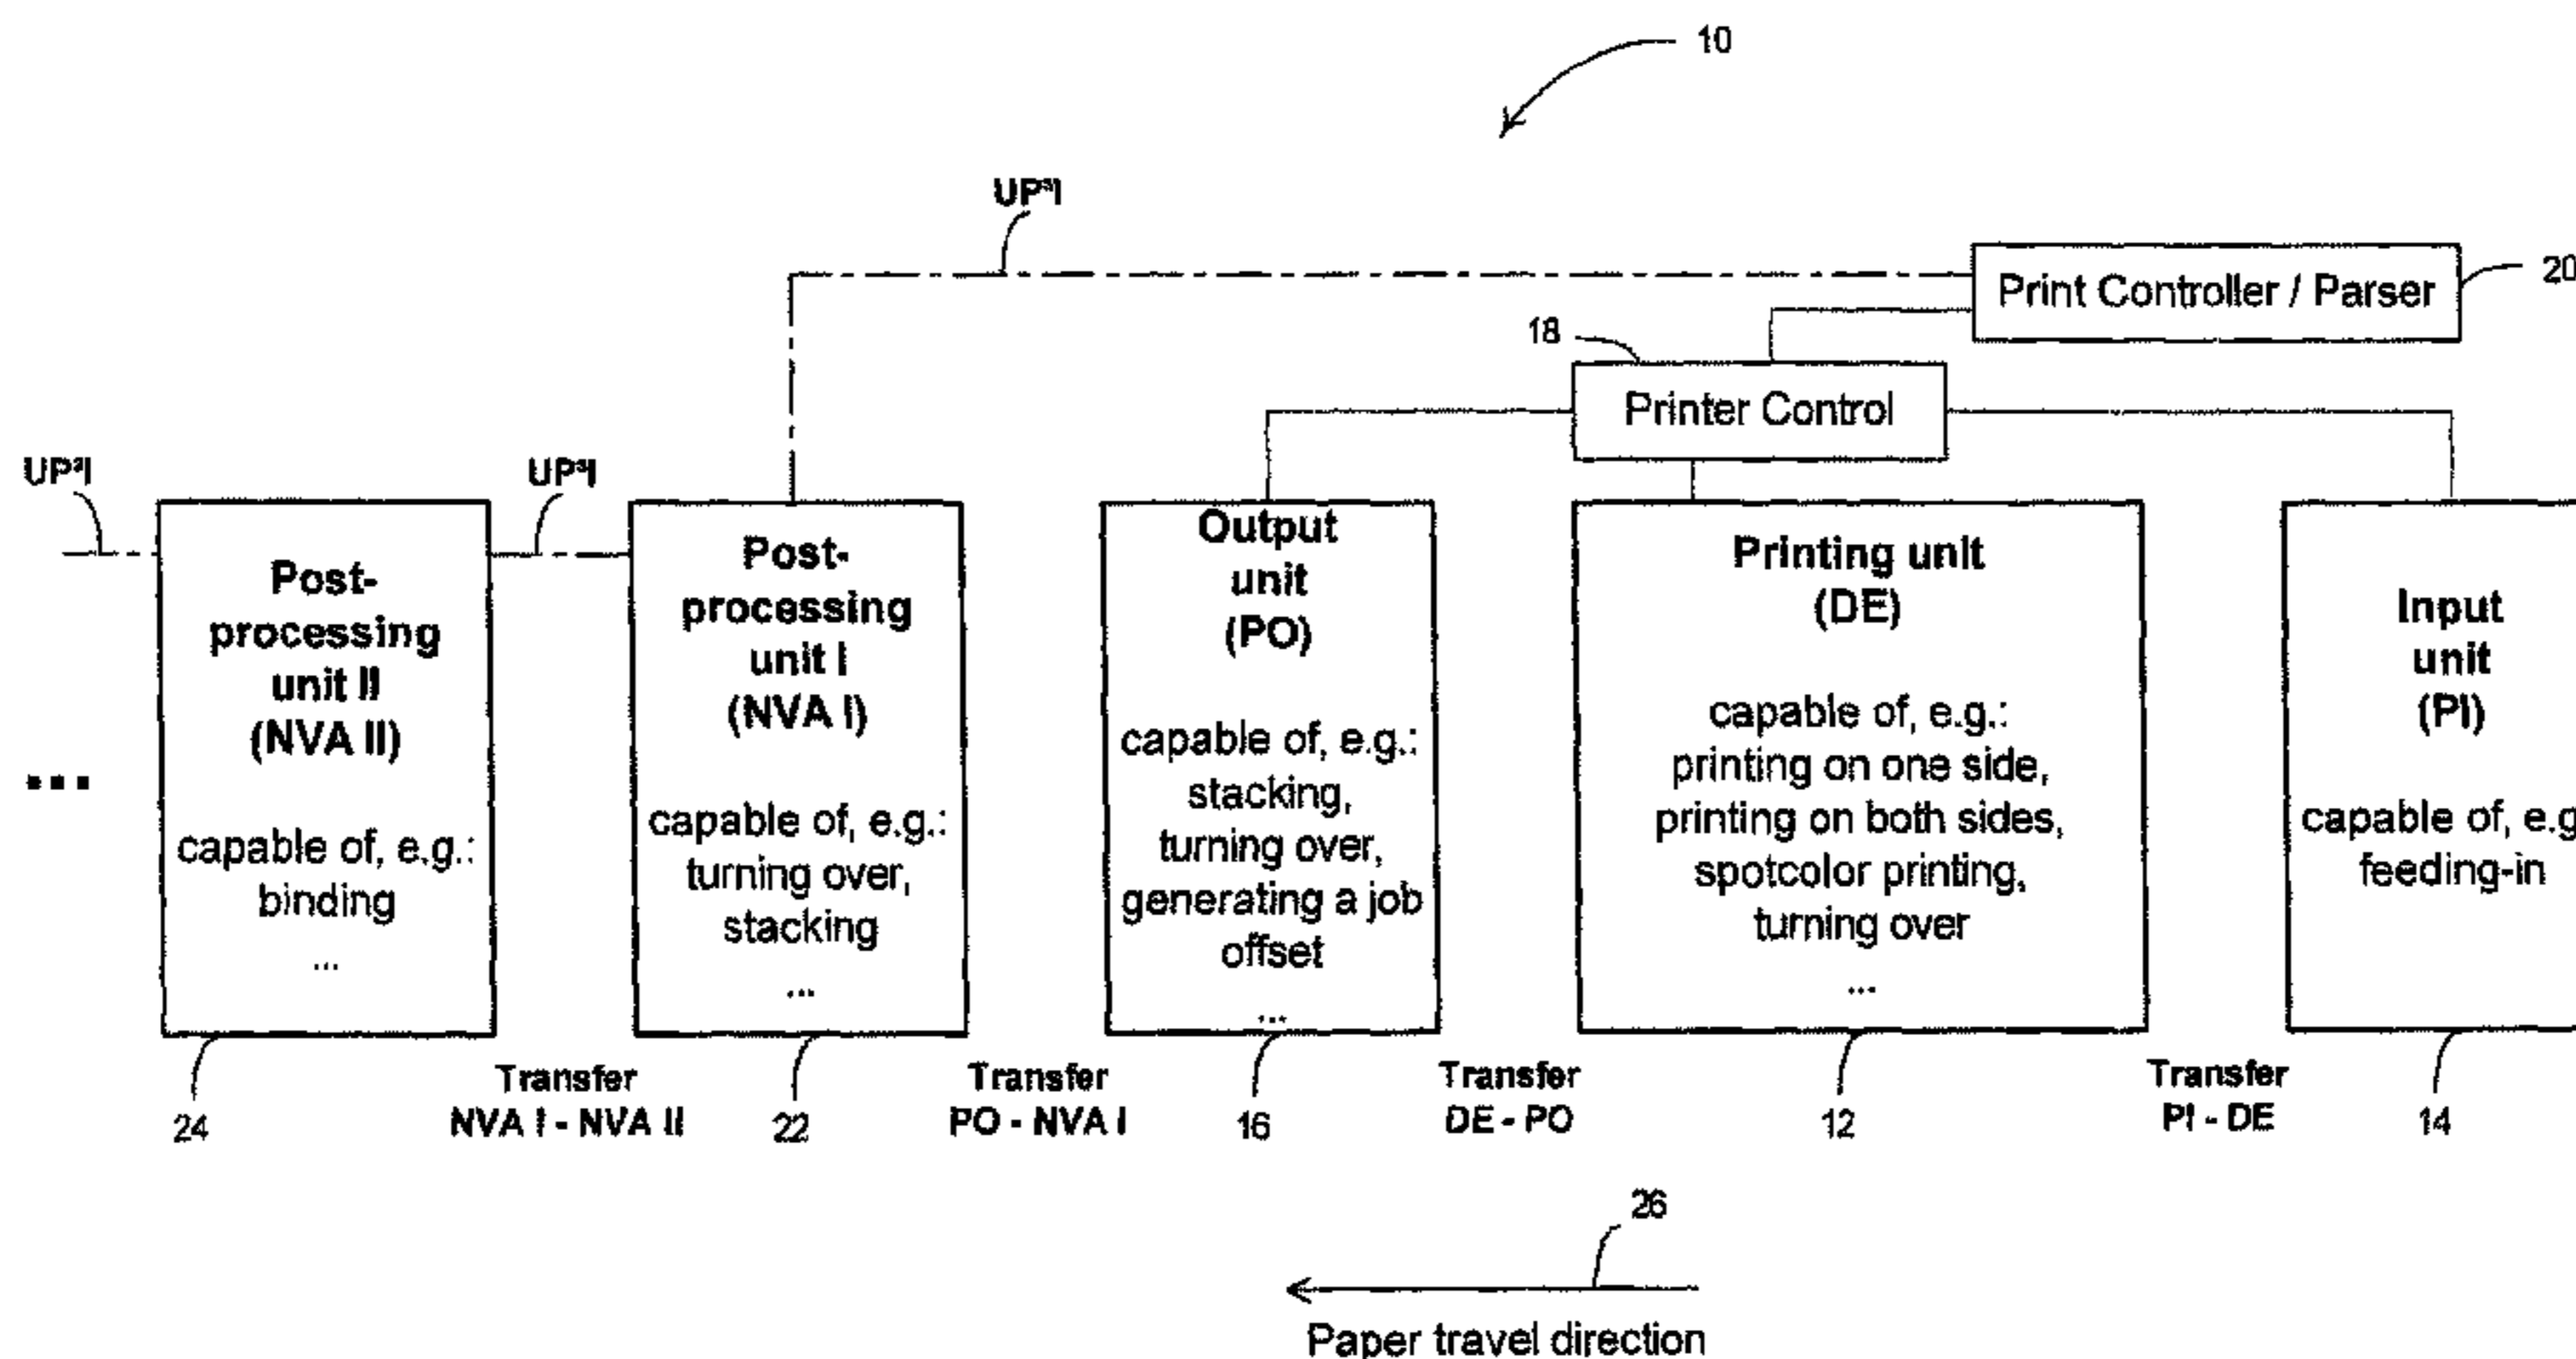 10
UP³I
Print Controller / Parser
20
18
Printer Control
UP³I
UP³I
Post-
processing
unit II
(NVA II)
capable of, e.g.:
binding
...
24
Transfer
NVA I - NVA II
Post-
processing
unit I
(NVA I)
capable of, e.g.:
turning over,
stacking
...
22
Transfer
PO - NVA I
Output
unit
(PO)
capable of, e.g.:
stacking,
turning over,
generating a job
offset
...
16
Transfer
DE - PO
Printing unit
(DE)
capable of, e.g.:
printing on one side,
printing on both sides,
spotcolor printing,
turning over
...
12
Transfer
PI - DE
Input
unit
(PI)
capable of, e.g
feeding-in
14
...
26
Paper travel direction